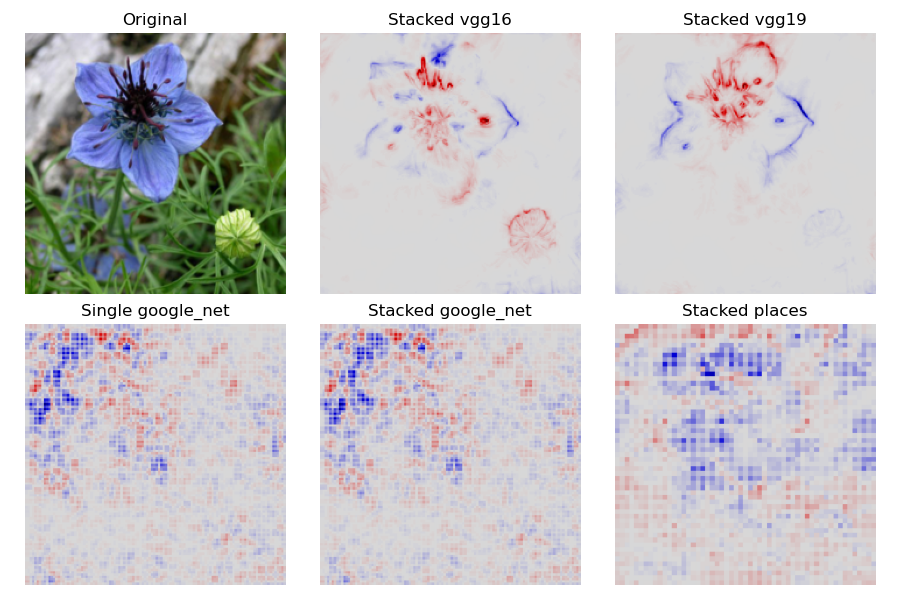 Original
Stacked vgg16
Stacked vgg19
Single google_net
Stacked google_net
Stacked places